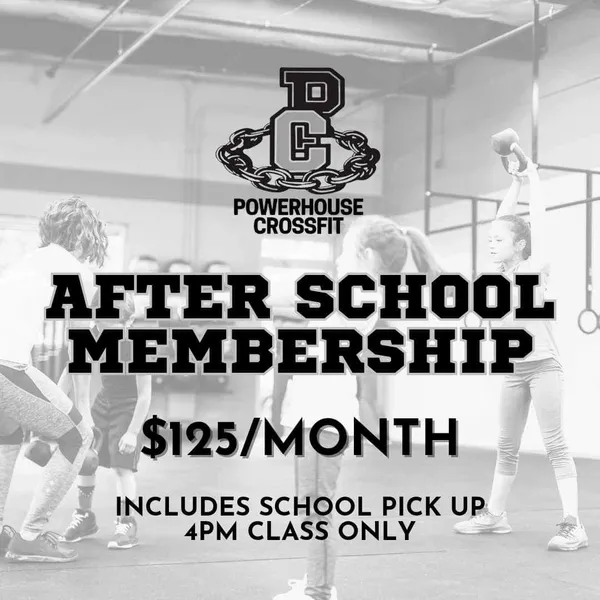 PC
POWERHOUSE
CROSSFIT
AFTER SCHOOL
MEMBERSHIP
$125/MONTH
INCLUDES SCHOOL PICK UP
4PM CLASS ONLY